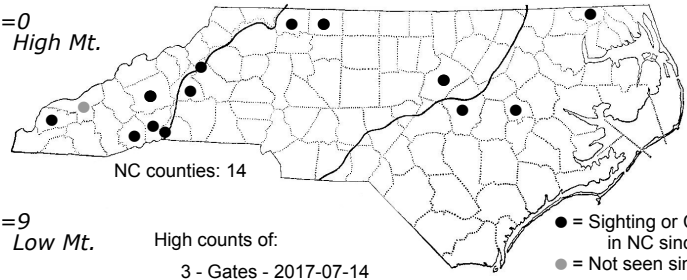 =0
High Mt.
NC counties: 14
=9
Low Mt.
High counts of:
3 - Gates - 2017-07-14
● = Sighting or
in NC sinc
● = Not seen sin